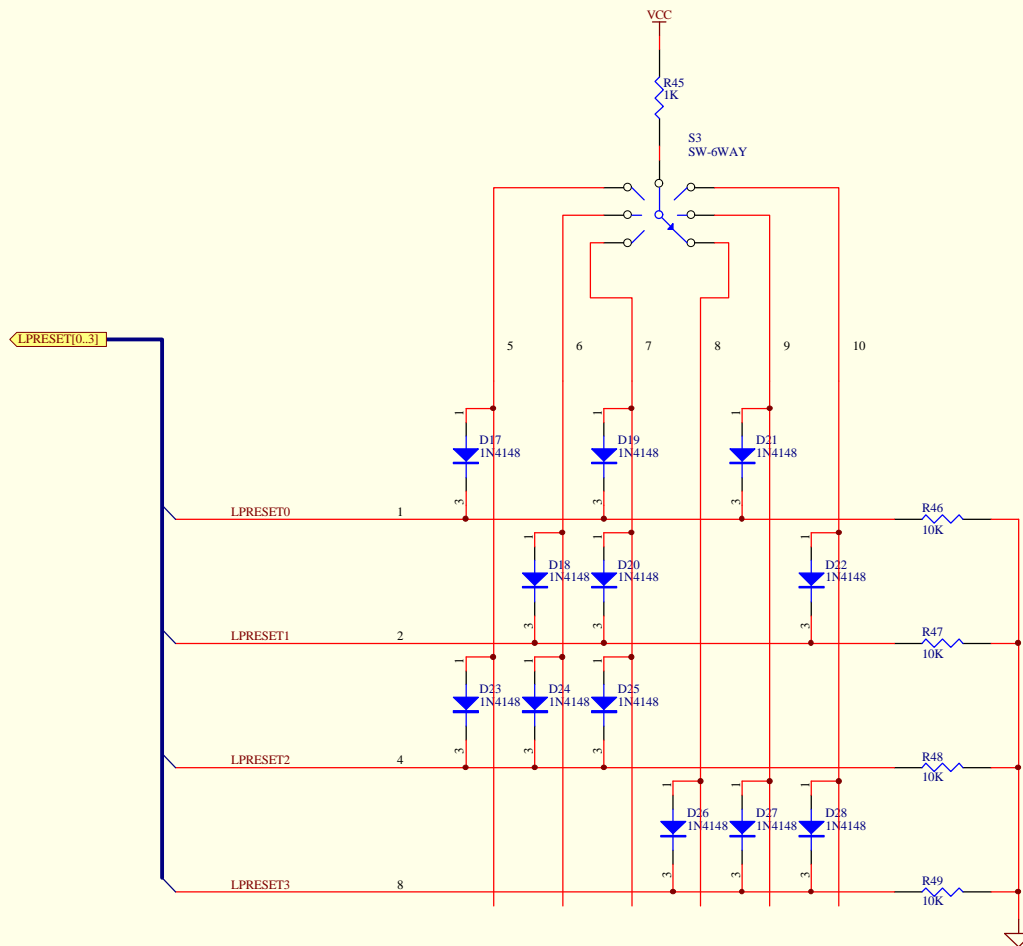 VCC
R45
1K
S3
SW-6WAY
LPRESET[0..3]
5
6
7
8
9
10
1
D17
1N4148
3
1
D19
1N4148
3
1
D21
1N4148
3
LPRESET0
1
R46
10K
1
D18
1N4148
3
1
D20
1N4148
3
1
D22
1N4148
3
LPRESET1
2
R47
10K
1
D23
1N4148
3
1
D24
1N4148
3
1
D25
1N4148
3
LPRESET2
4
R48
10K
1
D26
1N4148
3
1
D27
1N4148
3
1
D28
1N4148
3
LPRESET3
8
R49
10K